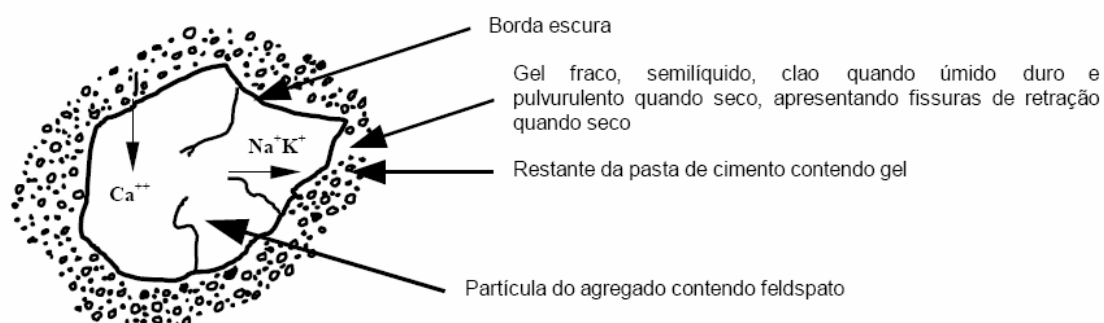 Borda escura
Gel fraco, semilíquido, clao quando úmido duro e
pulvurulento quando seco, apresentando fissuras de retração
quando seco
Na⁺K⁺
Restante da pasta de cimento contendo gel
Ca⁺⁺
Partícula do agregado contendo feldspato